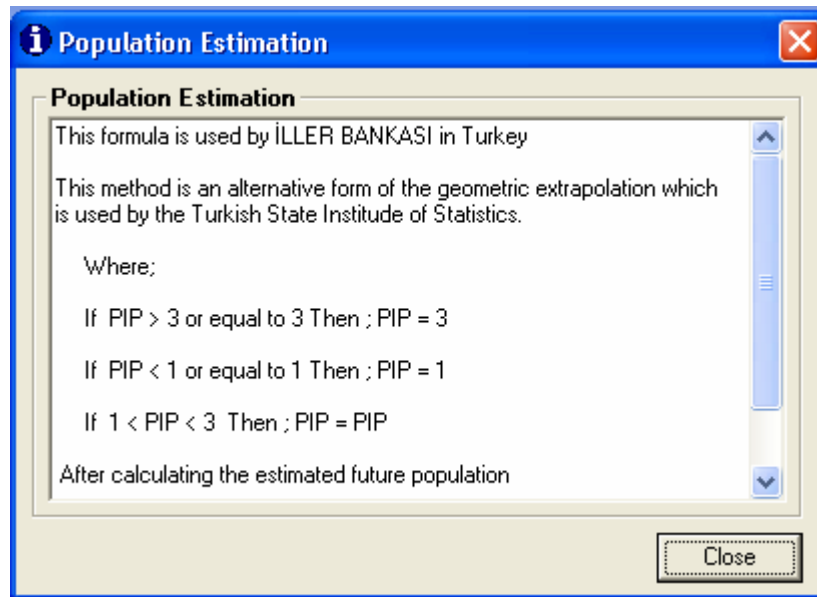 Population Estimation
Population Estimation
This formula is used by İLLER BANKASI in Turkey
This method is an alternative form of the geometric extrapolation which
is used by the Turkish State Institude of Statistics.
Where;
If PIP > 3 or equal to 3 Then ; PIP = 3
If PIP < 1 or equal to 1 Then ; PIP = 1
If 1 < PIP < 3 Then ; PIP = PIP
After calculating the estimated future population
Close